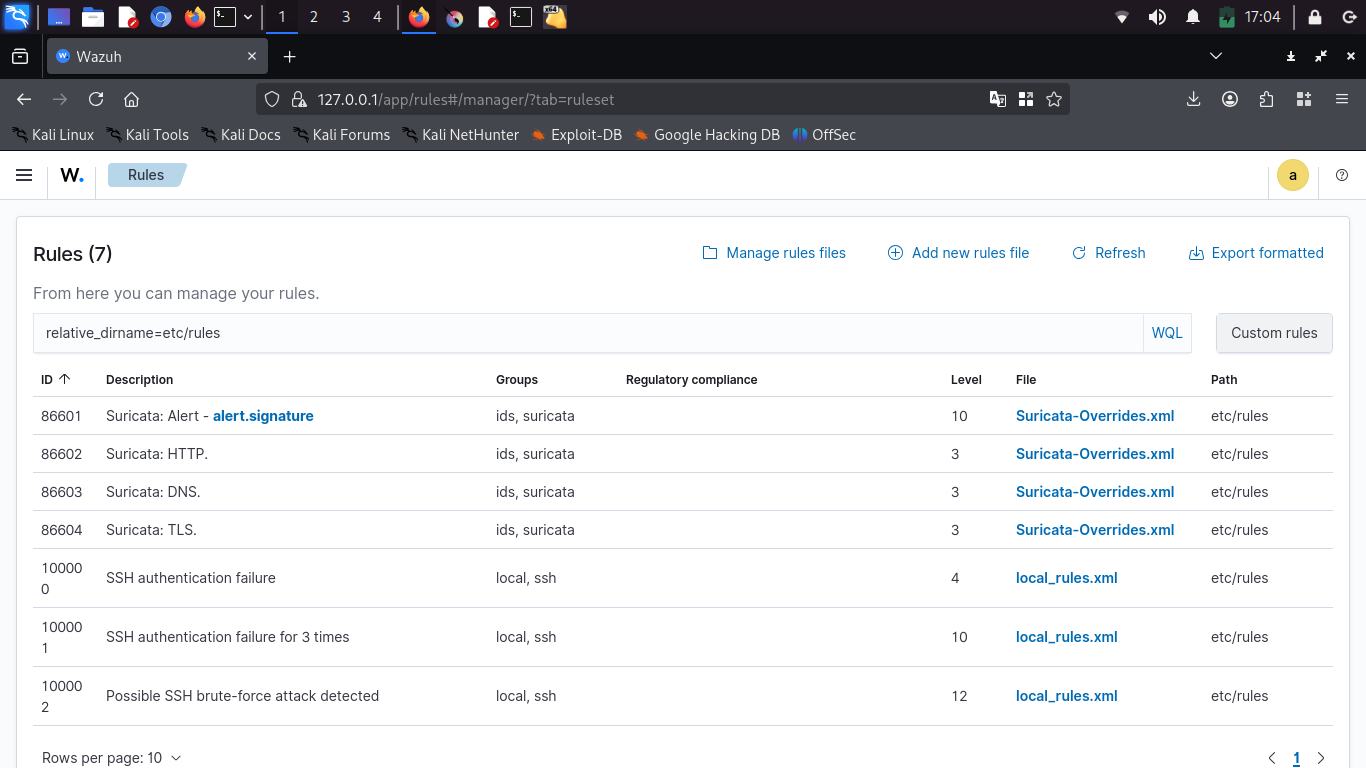 1 2 3 4 17:04
Wazuh
127.0.0.1/app/rules#/manager/?tab=ruleset
Kali Linux Kali Tools Kali Docs Kali Forums Kali NetHunter Exploit-DB Google Hacking DB OffSec
W. Rules a
Rules (7) Manage rules files Add new rules file Refresh Export formatted
From here you can manage your rules.
relative_dirname=etc/rules WQL Custom rules
ID Description Groups Regulatory compliance Level File Path
86601 Suricata: Alert - alert.signature ids, suricata 10 Suricata-Overrides.xml etc/rules
86602 Suricata: HTTP. ids, suricata 3 Suricata-Overrides.xml etc/rules
86603 Suricata: DNS. ids, suricata 3 Suricata-Overrides.xml etc/rules
86604 Suricata: TLS. ids, suricata 3 Suricata-Overrides.xml etc/rules
10000
0 SSH authentication failure local, ssh 4 local_rules.xml etc/rules
10000
1 SSH authentication failure for 3 times local, ssh 10 local_rules.xml etc/rules
10000
2 Possible SSH brute-force attack detected local, ssh 12 local_rules.xml etc/rules
Rows per page: 10 1